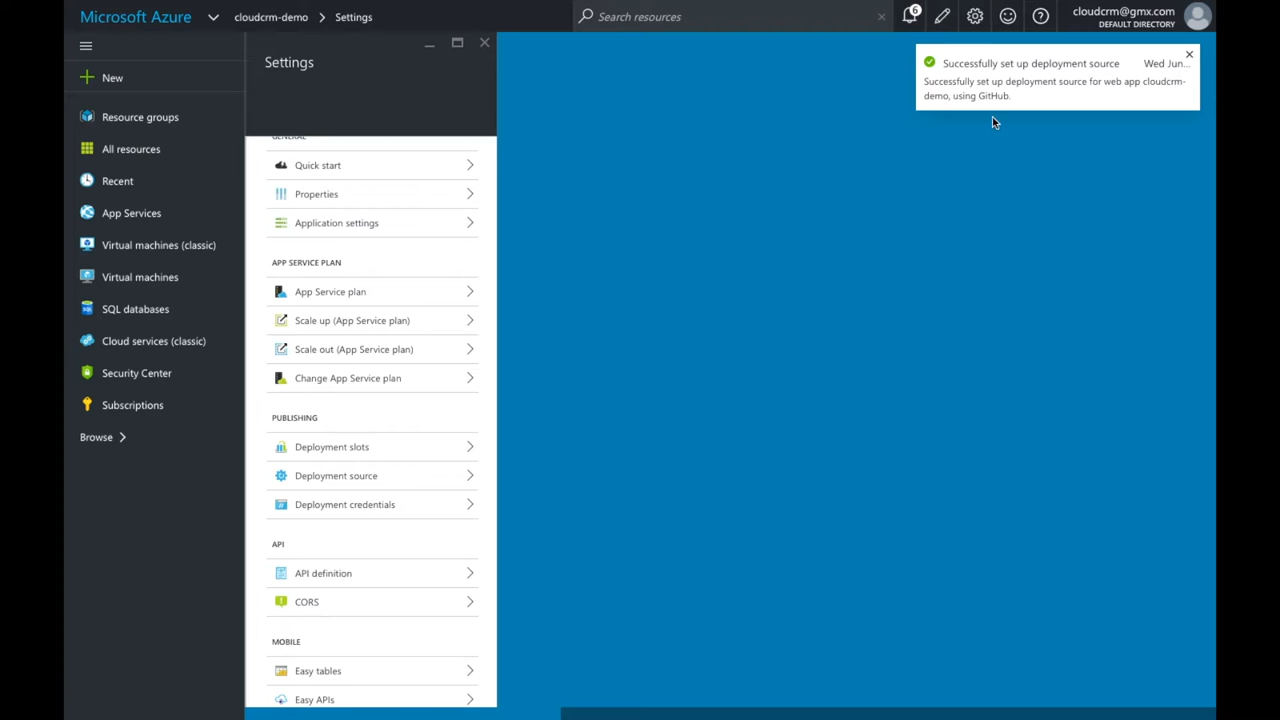 Microsoft Azure cloudcrm-demo Settings
Search resources
6
cloudcrm@gmx.com
DEFAULT DIRECTORY
New
Resource groups
All resources
Recent
App Services
Virtual machines (classic)
Virtual machines
SQL databases
Cloud services (classic)
Security Center
Subscriptions
Browse
Settings
GENERAL
Quick start
Properties
Application settings
APP SERVICE PLAN
App Service plan
Scale up (App Service plan)
Scale out (App Service plan)
Change App Service plan
PUBLISHING
Deployment slots
Deployment source
Deployment credentials
API
API definition
CORS
MOBILE
Easy tables
Easy APIs
Successfully set up deployment source Wed Jun...
Successfully set up deployment source for web app cloudcrm-
demo, using GitHub.